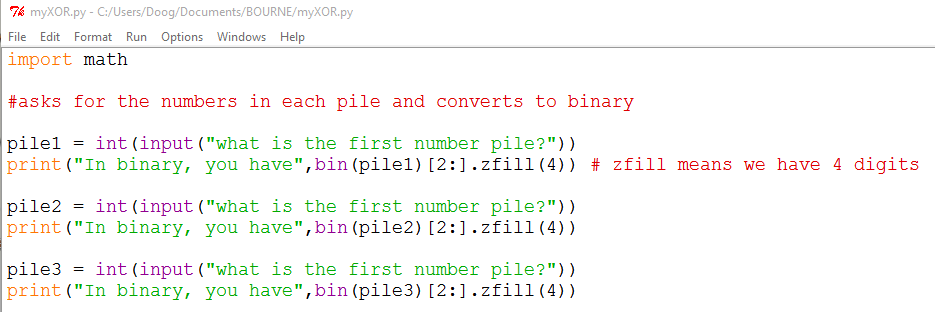 myXOR.py - C:/Users/Doog/Documents/BOURNE/myXOR.py
File Edit Format Run Options Windows Help
import math
#asks for the numbers in each pile and converts to binary
pile1 = int(input("what is the first number pile?"))
print("In binary, you have",bin(pile1)[2:].zfill(4)) # zfill means we have 4 digits
pile2 = int(input("what is the first number pile?"))
print("In binary, you have",bin(pile2)[2:].zfill(4))
pile3 = int(input("what is the first number pile?"))
print("In binary, you have",bin(pile3)[2:].zfill(4))